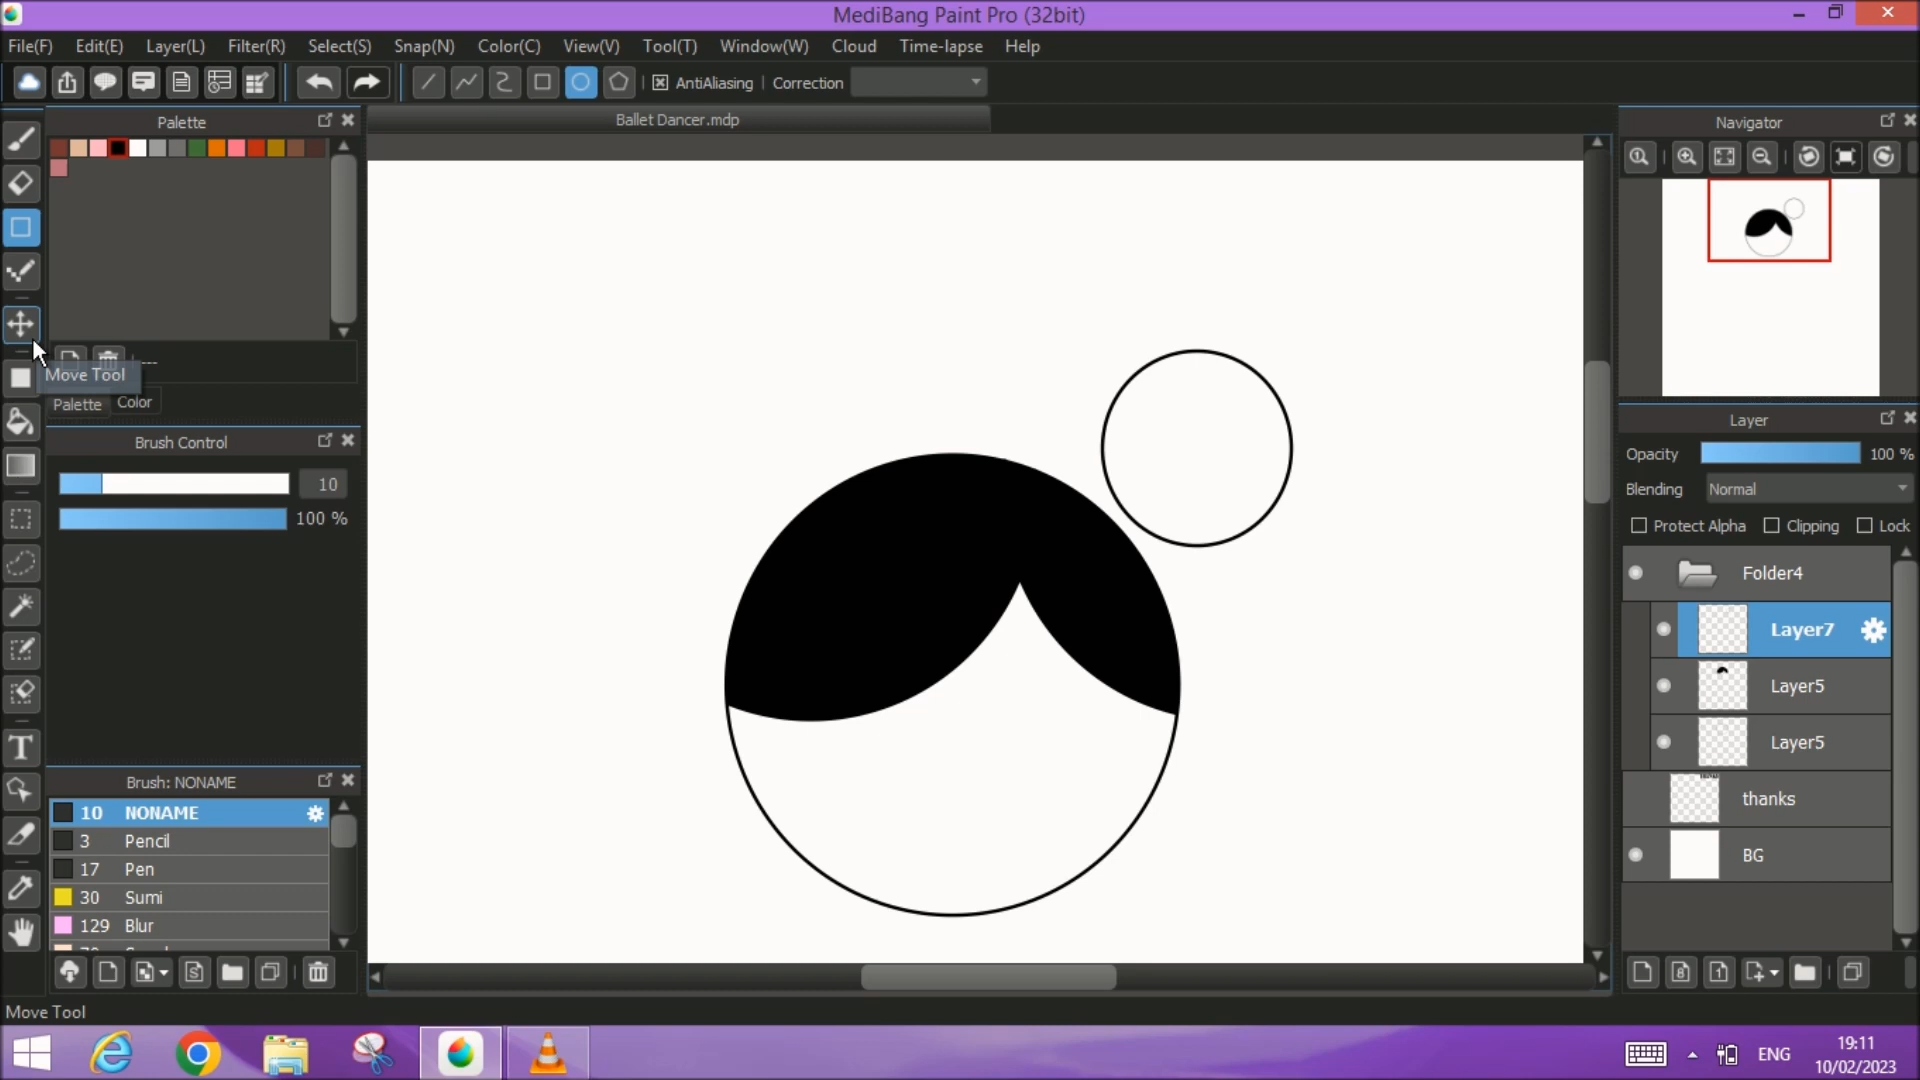 MediBang Paint Pro (32bit)
File(F) Edit(E) Layer(L) Filter(R) Select(S) Snap(N) Color(C) View(V) Tool(T) Window(W) Cloud Time-lapse Help
AntiAliasing Correction
Palette
Ballet Dancer.mdp
Navigator
---
Move Tool
Palette Color
Brush Control
10
100 %
Layer
Opacity 100 %
Blending Normal
Protect Alpha Clipping Lock
Folder4
Layer7
Layer5
Layer5
thanks
BG
Brush: NONAME
10 NONAME
3 Pencil
17 Pen
30 Sumi
129 Blur
Move Tool
ENG
19:11
10/02/2023